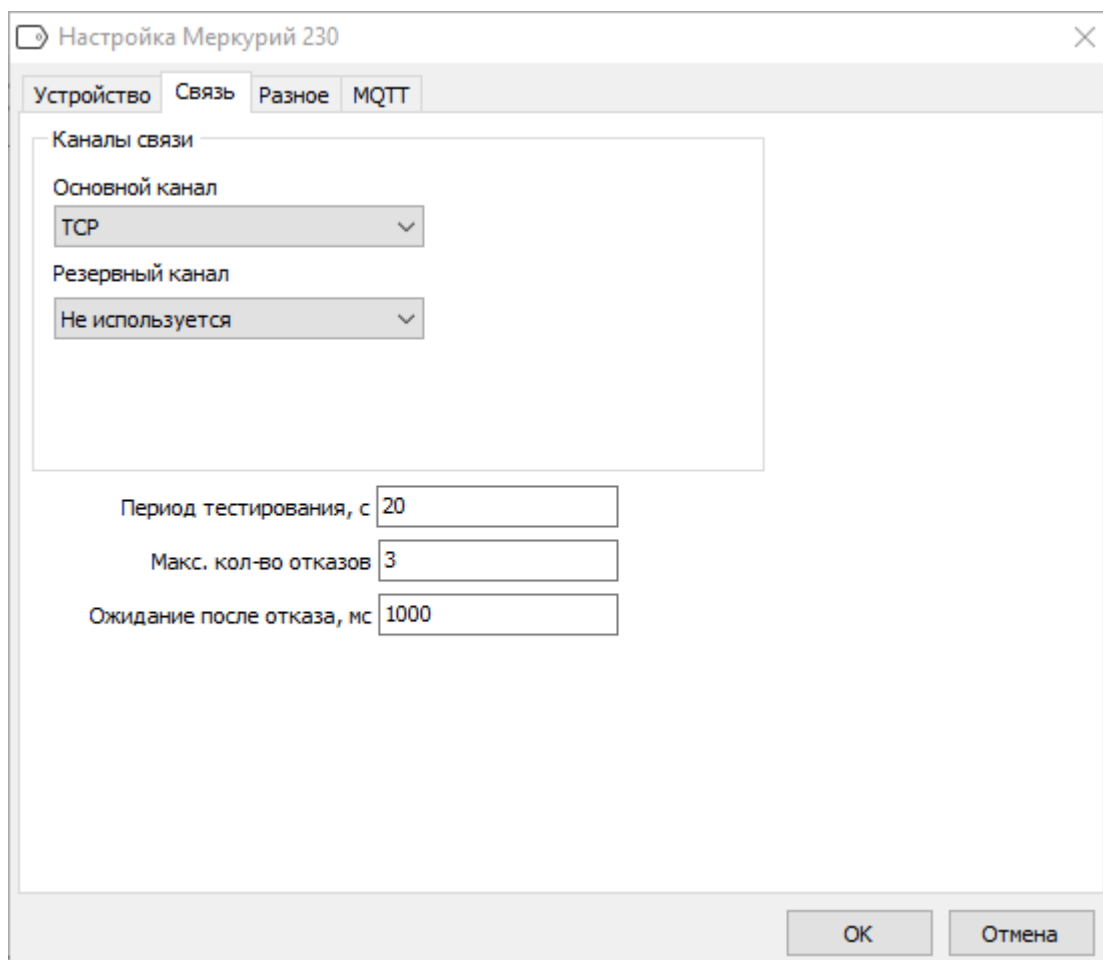 Настройка Меркурий 230
Устройство Связь Разное MQTT
Каналы связи
Основной канал
TCP
Резервный канал
Не используется
Период тестирования, с 20
Макс. кол-во отказов 3
Ожидание после отказа, мс 1000
OK Отмена